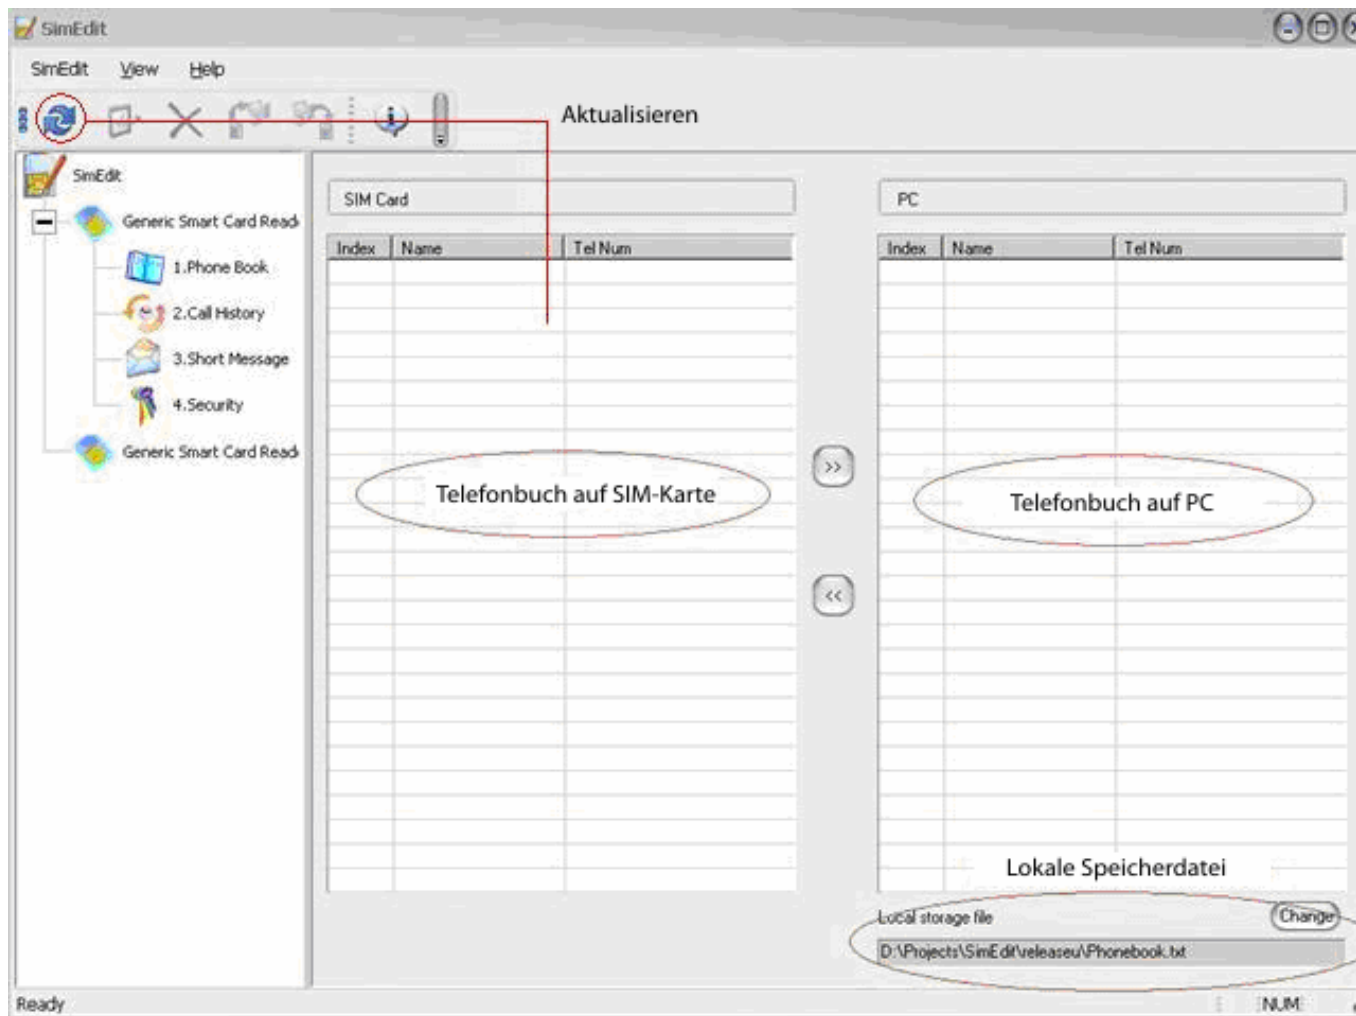 SimEdit
SimEdit View Help
Aktualisieren
SimEdit
Generic Smart Card Read
1.Phone Book
2.Call History
3.Short Message
4.Security
Generic Smart Card Read
SIM Card
Index Name Tel Num
Telefonbuch auf SIM-Karte
>>
<<
PC
Index Name Tel Num
Telefonbuch auf PC
Lokale Speicherdatei
Local storage file Change
D:\Projects\SimEdit\releaseu\Phonebook.txt
Ready NUM